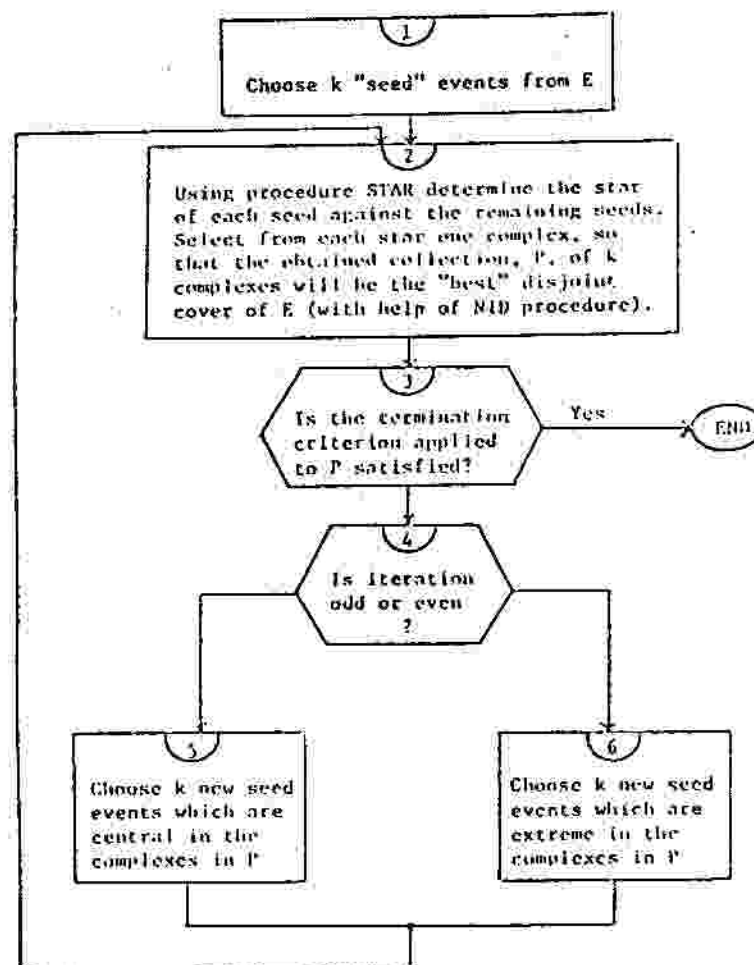 1
Choose k "seed" events from E
2
Using procedure STAR determine the star
of each seed against the remaining seeds.
Select from each star one complex, so
that the obtained collection, P, of k
complexes will be the "best" disjoint
cover of E (with help of NID procedure).
3
Is the termination
criterion applied
to P satisfied?
Yes
END
4
Is iteration
odd or even
?
5
Choose k new seed
events which are
central in the
complexes in P
6
Choose k new seed
events which are
extreme in the
complexes in P